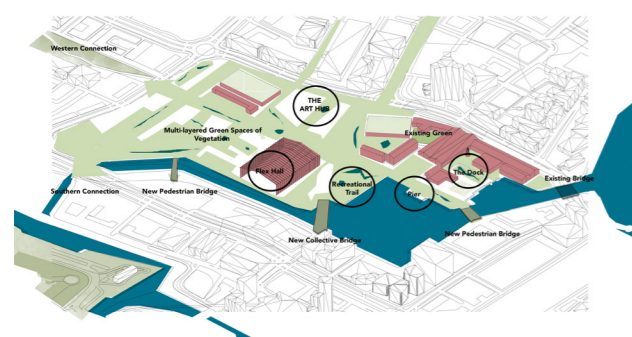 Western Connection
THE
ART HUB
Multi-layered Green Spaces of
Vegetation
Existing Green
Flex Hall
The Dock
Existing Bridge
Southern Connection
New Pedestrian Bridge
Recreational
Trail
Pier
New Collective Bridge
New Pedestrian Bridge